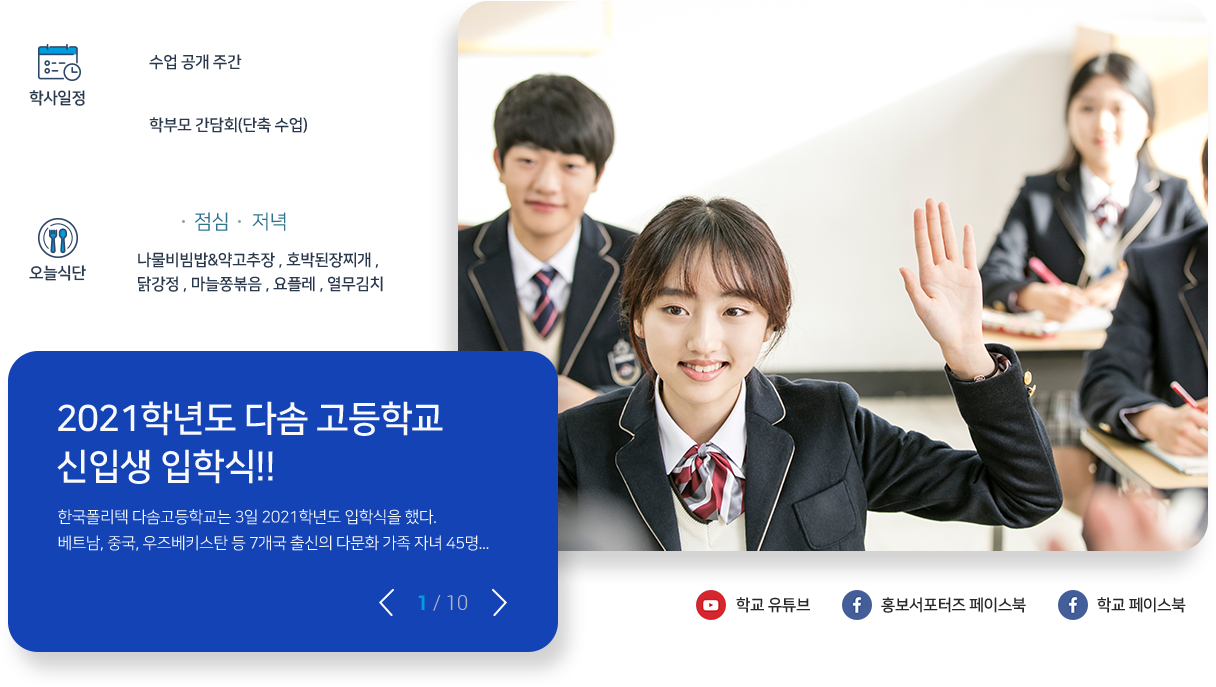 학사일정
수업 공개 주간
학부모 간담회(단축 수업)
오늘식단
· 점심 · 저녁
나물비빔밥&약고추장 , 호박된장찌개 ,
닭강정 , 마늘쫑볶음 , 요플레 , 열무김치
2021학년도 다솜 고등학교
신입생 입학식!!
한국폴리텍 다솜고등학교는 3일 2021학년도 입학식을 했다.
베트남, 중국, 우즈베키스탄 등 7개국 출신의 다문화 가족 자녀 45명...
1 / 10
학교 유튜브
홍보서포터즈 페이스북
학교 페이스북